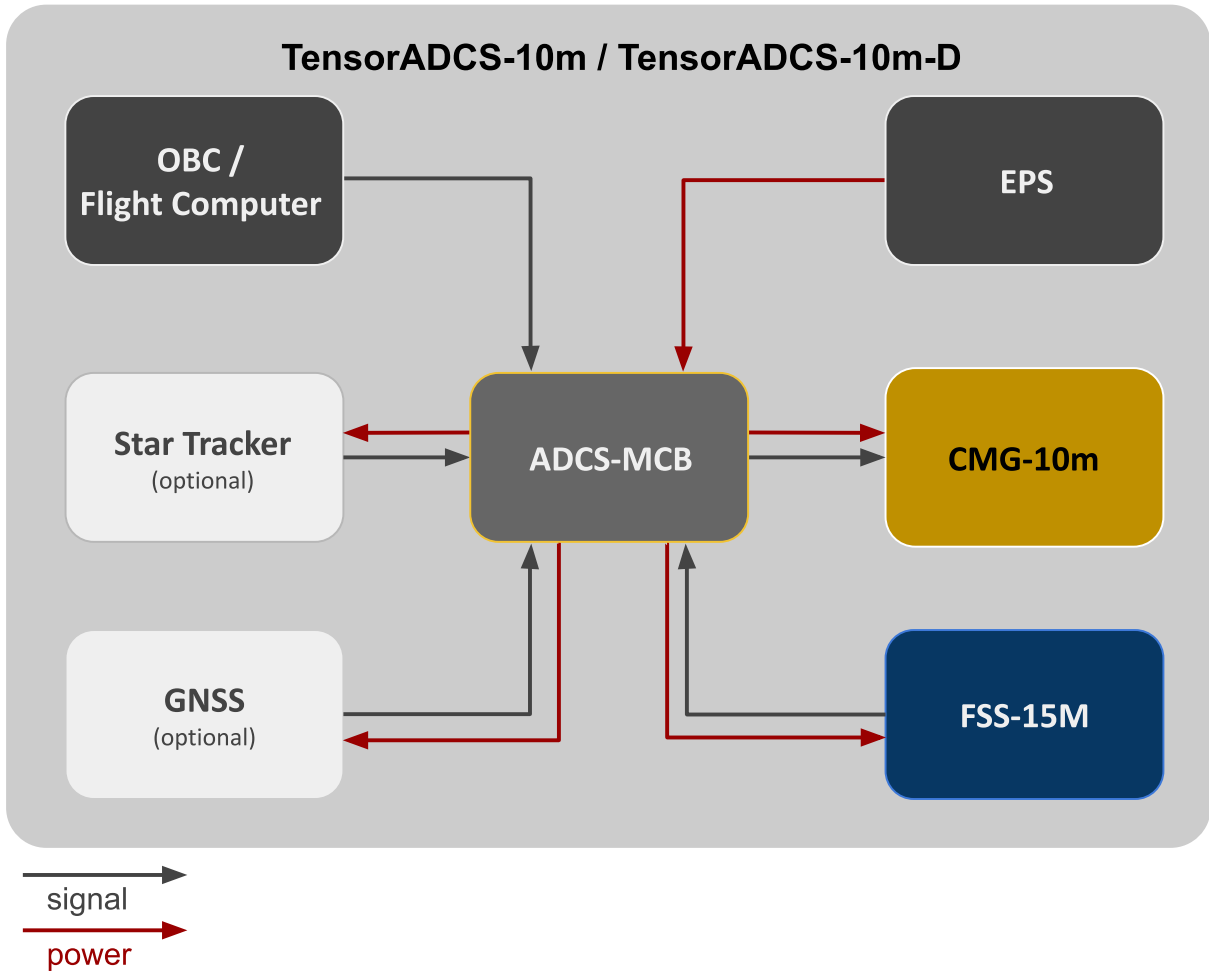 TensorADCS-10m / TensorADCS-10m-D
OBC /
Flight Computer
EPS
Star Tracker
(optional)
ADCS-MCB
CMG-10m
GNSS
(optional)
FSS-15M
signal
power